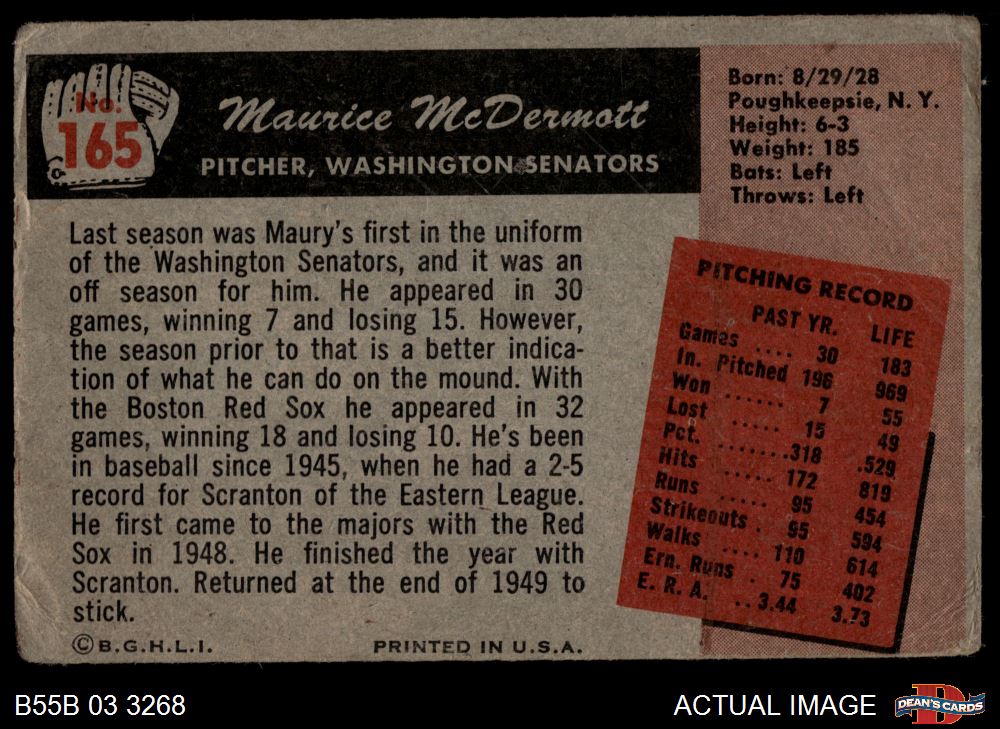 No.
165
Maurice McDermott
PITCHER, WASHINGTON SENATORS
Born: 8/29/28
Poughkeepsie, N. Y.
Height: 6-3
Weight: 185
Bats: Left
Throws: Left
Last season was Maury's first in the uniform
of the Washington Senators, and it was an
off season for him. He appeared in 30
games, winning 7 and losing 15. However,
the season prior to that is a better indica-
tion of what he can do on the mound. With
the Boston Red Sox he appeared in 32
games, winning 18 and losing 10. He's been
in baseball since 1945, when he had a 2-5
record for Scranton of the Eastern League.
He first came to the majors with the Red
Sox in 1948. He finished the year with
Scranton. Returned at the end of 1949 to
stick.
PITCHING RECORD
PAST YR. LIFE
Games .... 30 183
In. Pitched 196 969
Won ...... 7 55
Lost ..... 15 49
Pct. .......318 .529
Hits ..... 172 819
Runs ..... 95 454
Strikeouts . 95 594
Walks .... 110 614
Ern. Runs . 75 402
E. R. A. ..3.44 3.73
©B.G.H.L.I. PRINTED IN U.S.A.
B55B 03 3268 ACTUAL IMAGE D DEAN'S CARDS